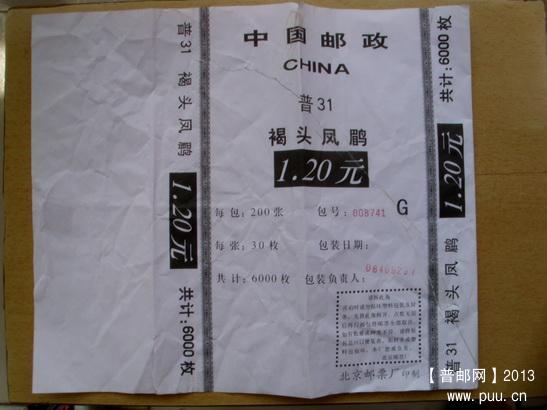 普31 褐头凤鹛 1.20元 共计:6000枚
中国邮政
CHINA
普31
褐头凤鹛
1.20元
每包:200张 包号: 008741 G
每张:30枚 包装日期:
共计:6000枚 包装负责人:
北京邮票厂印制
普31 褐头凤鹛 1.20元 共计:6000枚
【普邮网】2013
www.puu.cn